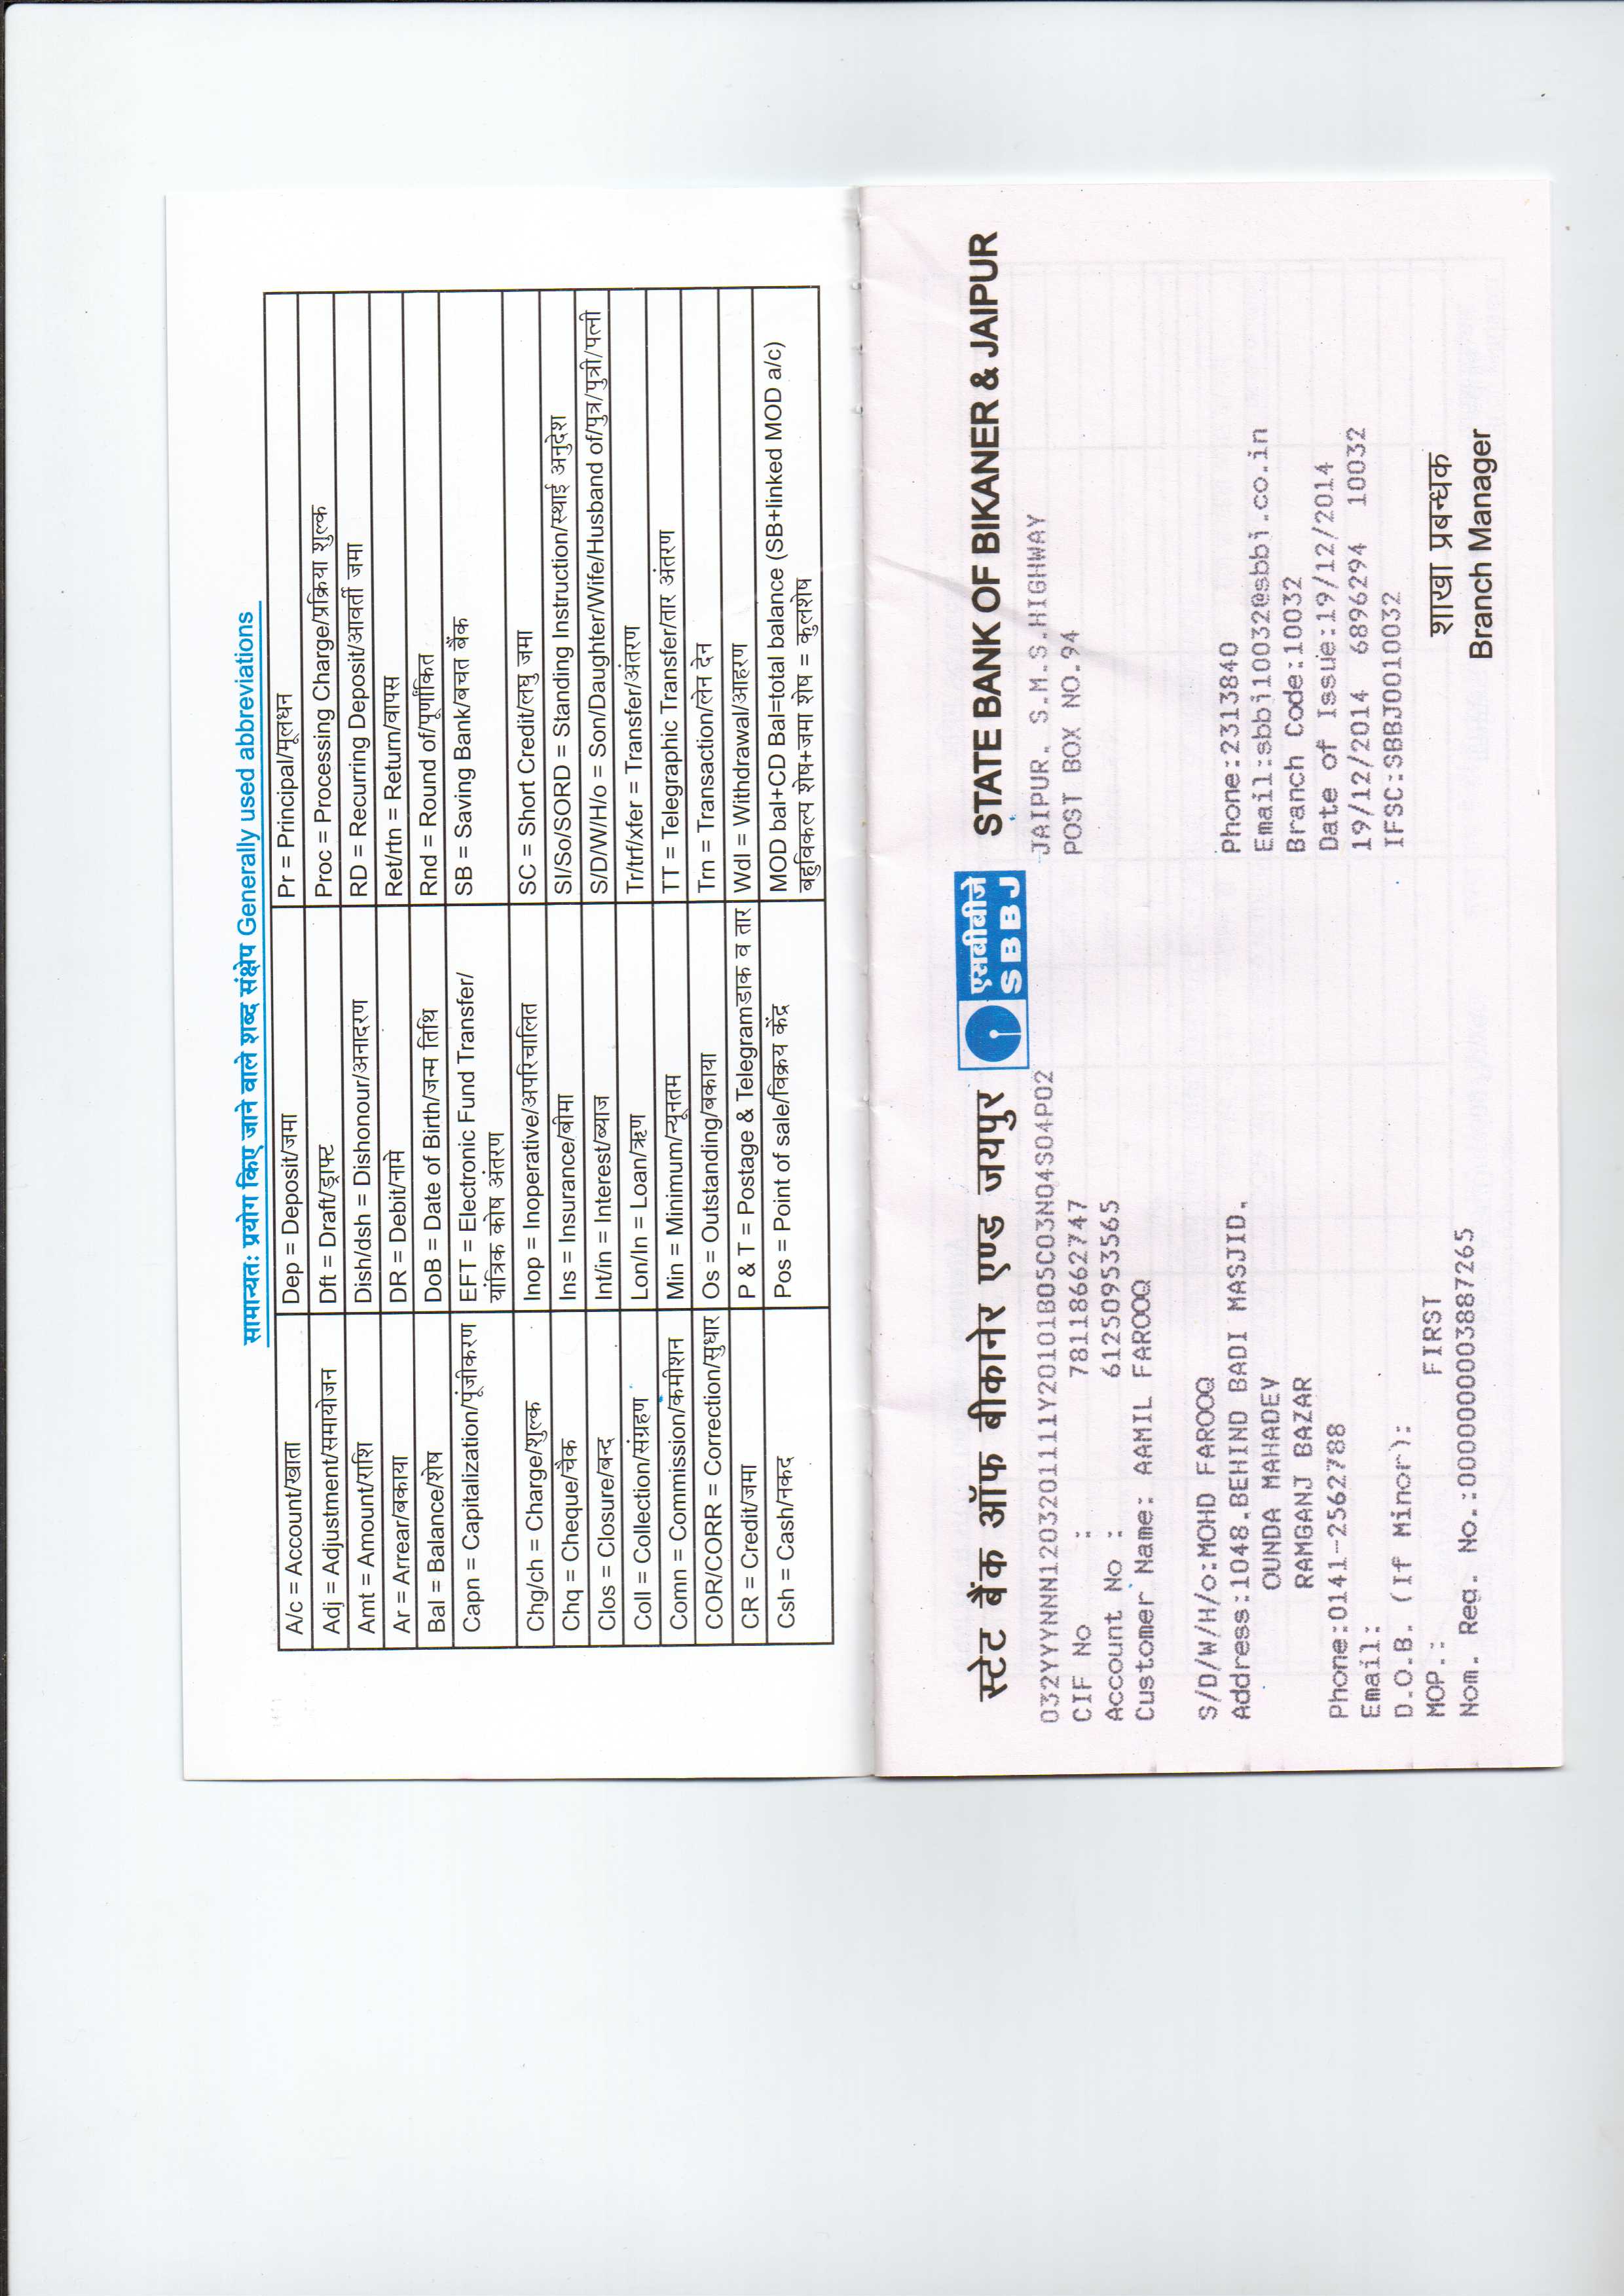 सामान्यतः प्रयोग किए जाने वाले शब्द संक्षेप Generally used abbreviations
A/c = Account/खाता Dep = Deposit/जमा Pr = Principal/मूलधन
Adj = Adjustment/समायोजन Dft = Draft/ड्राफ्ट Proc = Processing Charge/प्रक्रिया शुल्क
Amt = Amount/राशि Dish/dsh = Dishonour/अनादरण RD = Recurring Deposit/आवर्ती जमा
Ar = Arrear/बकाया DR = Debit/नामे Ret/rtn = Return/वापस
Bal = Balance/शेष DoB = Date of Birth/जन्म तिथि Rnd = Round of/पूर्णांकित
Capn = Capitalization/पूंजीकरण EFT = Electronic Fund Transfer/ SB = Saving Bank/बचत बैंक
यांत्रिक कोष अंतरण
Chg/ch = Charge/शुल्क Inop = Inoperative/अपरिचालित SC = Short Credit/लघु जमा
Chq = Cheque/चैक Ins = Insurance/बीमा SI/So/SORD = Standing Instruction/स्थाई अनुदेश
Clos = Closure/बन्द Int/in = Interest/ब्याज S/D/W/H/o = Son/Daughter/Wife/Husband of/पुत्र/पुत्री/पत्नी
Coll = Collection/संग्रहण Lon/In = Loan/ऋण Tr/trf/xfer = Transfer/अंतरण
Comn = Commission/कमीशन Min = Minimum/न्यूनतम TT = Telegraphic Transfer/तार अंतरण
COR/CORR = Correction/सुधार Os = Outstanding/बकाया Trn = Transaction/लेन देन
CR = Credit/जमा P & T = Postage & Telegramडाक व तार Wdl = Withdrawal/आहरण
Csh = Cash/नकद Pos = Point of sale/विक्रय केंद्र MOD bal+CD Bal=total balance (SB+linked MOD a/c)
बहुविकल्प शेष+जमा शेष = कुलशेष
स्टेट बैंक ऑफ बीकानेर एण्ड जयपुर एसबीबीजे SBBJ STATE BANK OF BIKANER & JAIPUR
032YYYNNN1203201111Y20101B05C03N04S04P02
CIF No : 78118662747
Account No : 61250953565
Customer Name: AAMIL FAROOQ
S/D/W/H/o:MOHD FAROOQ
Address:1048.BEHIND BADI MASJID.
OUNDA MAHADEV
RAMGANJ BAZAR
Phone:0141-2562788
Email:
D.O.B. (If Minor):
MOP.: FIRST
Nom. Reg. No.:0000000003887265
JAIPUR. S.M.S.HIGHWAY
POST BOX NO.94
Phone:2313840
Email:sbbj10032@sbbj.co.in
Branch Code:10032
Date of Issue:19/12/2014
19/12/2014 6896294 10032
IFSC:SBBJ0010032
शाखा प्रबन्धक
Branch Manager